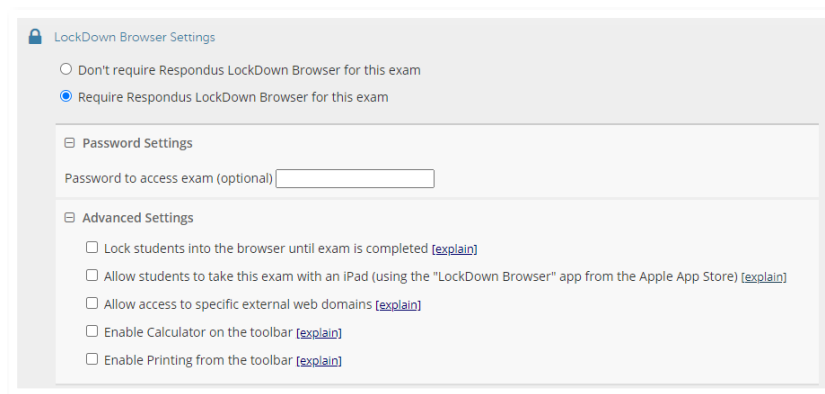 LockDown Browser Settings
Don't require Respondus LockDown Browser for this exam
Require Respondus LockDown Browser for this exam
Password Settings
Password to access exam (optional)
Advanced Settings
Lock students into the browser until exam is completed [explain]
Allow students to take this exam with an iPad (using the "LockDown Browser" app from the Apple App Store) [explain]
Allow access to specific external web domains [explain]
Enable Calculator on the toolbar [explain]
Enable Printing from the toolbar [explain]